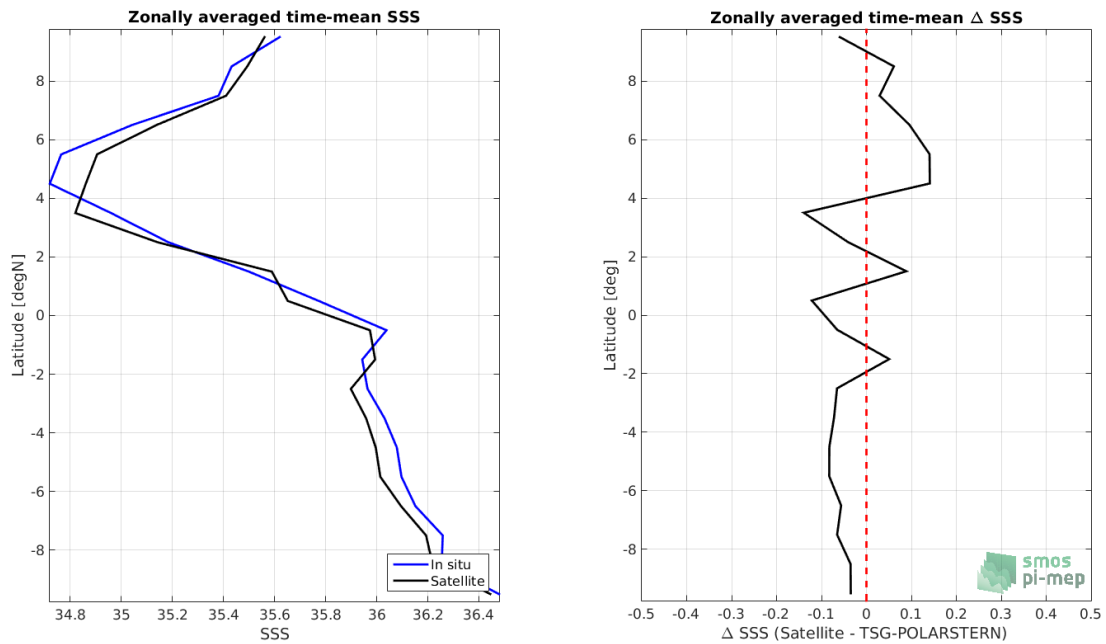 Zonally averaged time-mean SSS
Latitude [degN]
8
6
4
2
0
-2
-4
-6
-8
34.8 35 35.2 35.4 35.6 35.8 36 36.2 36.4
SSS
In situ
Satellite
Zonally averaged time-mean Δ SSS
Latitude [deg]
8
6
4
2
0
-2
-4
-6
-8
-0.5 -0.4 -0.3 -0.2 -0.1 0 0.1 0.2 0.3 0.4 0.5
Δ SSS (Satellite - TSG-POLARSTERN)
smos
pi-mep